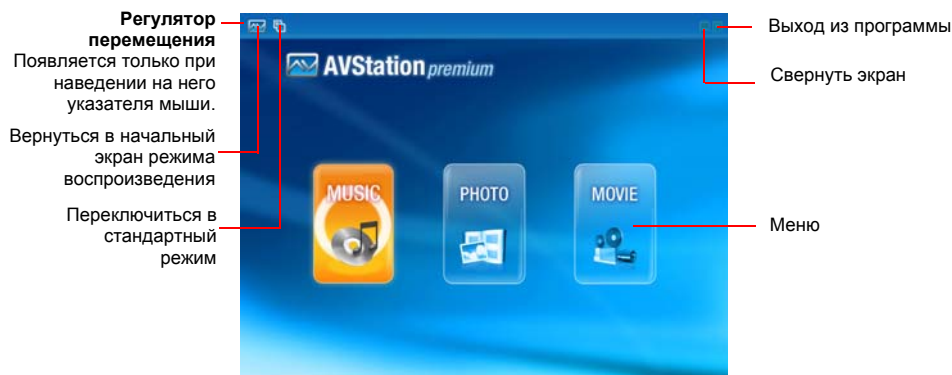 Регулятор
перемещения
Появляется только при
наведении на него
указателя мыши.
Вернуться в начальный
экран режима
воспроизведения
Переключиться в
стандартный
режим
AVStation premium
MUSIC
PHOTO
MOVIE
Выход из программы
Свернуть экран
Меню